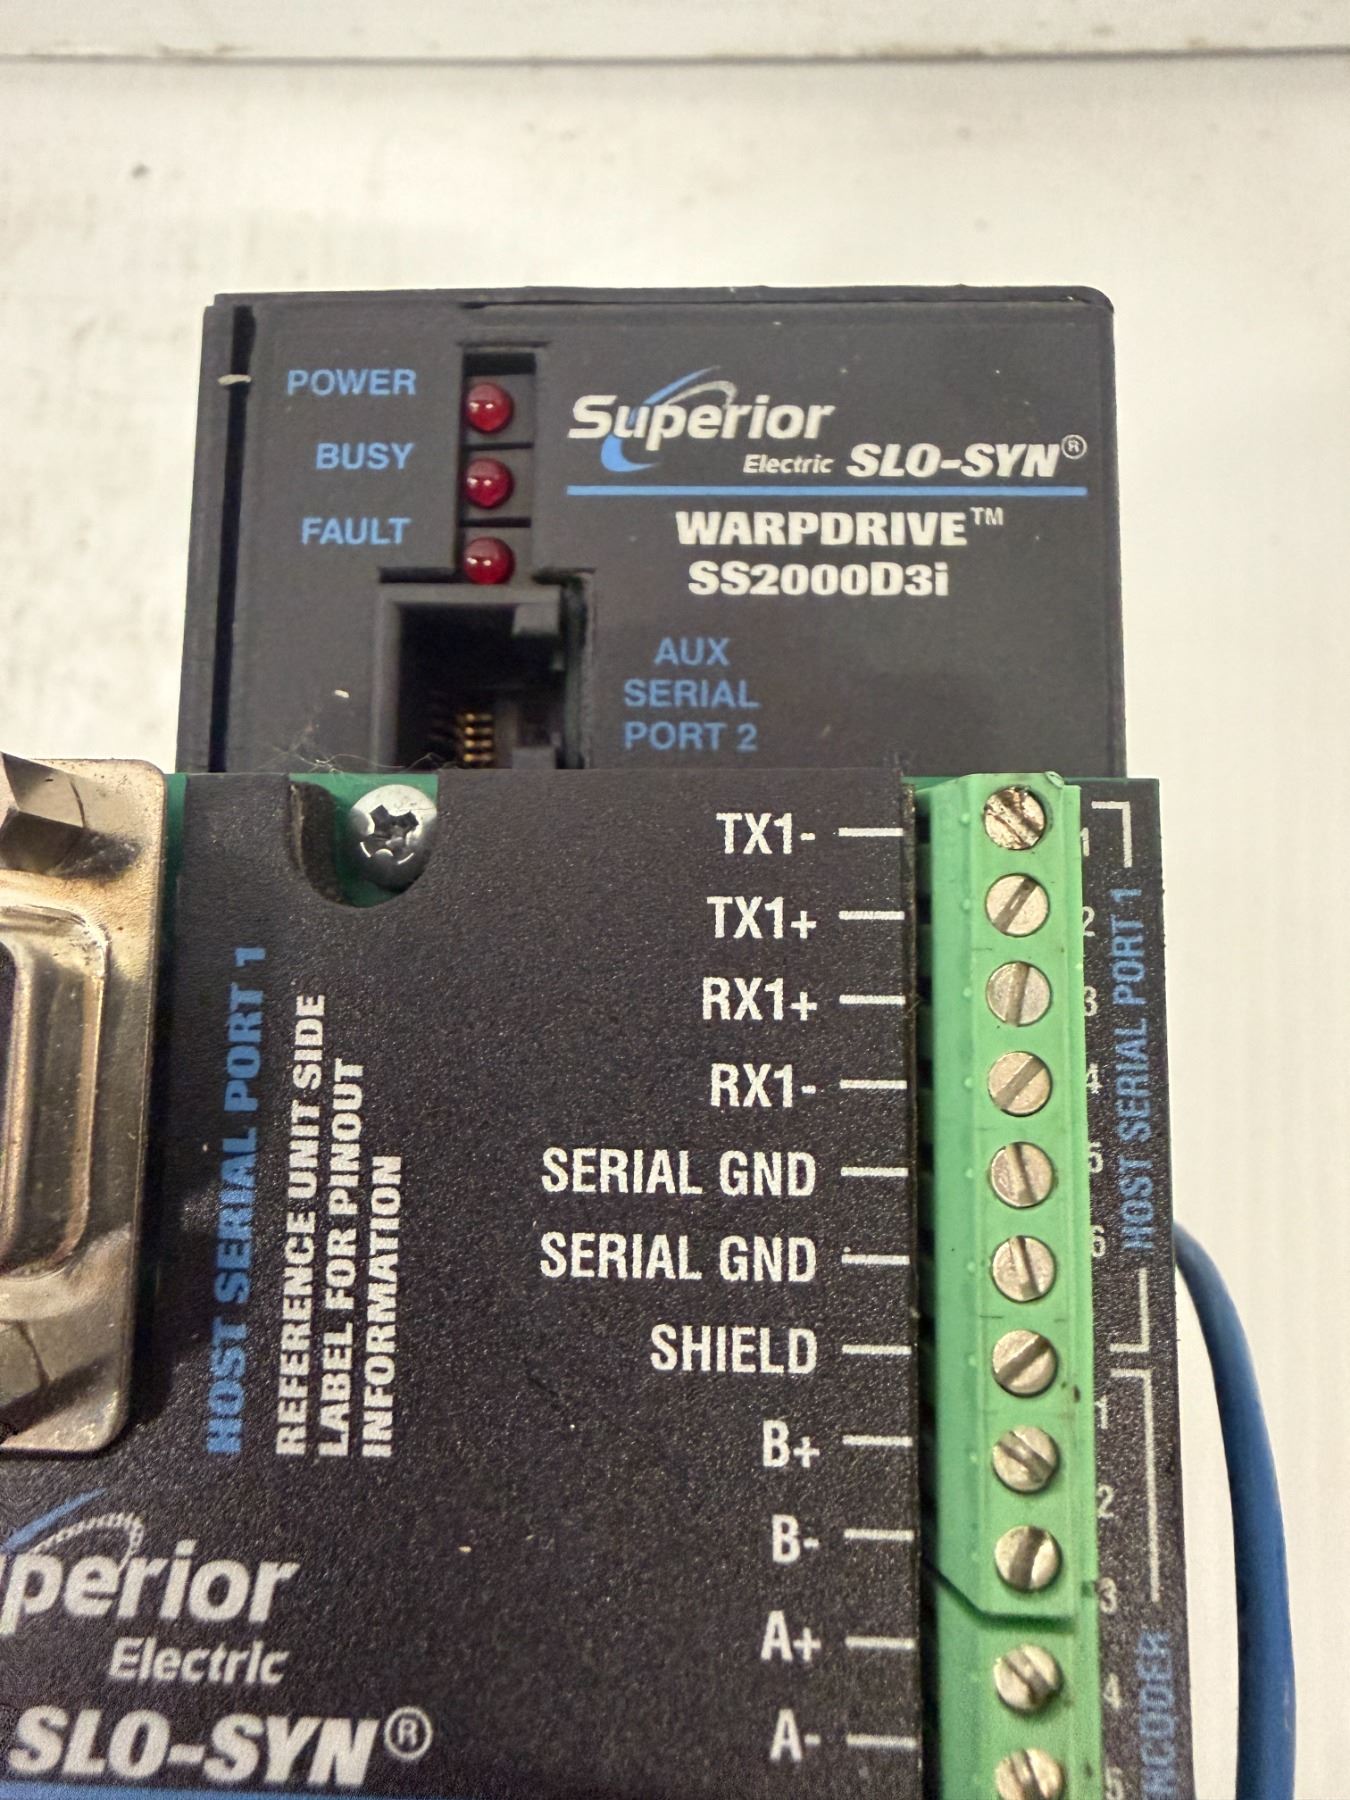 POWER
BUSY
FAULT
Superior
Electric SLO-SYN®
WARPDRIVE™
SS2000D3i
AUX
SERIAL
PORT 2
TX1-
TX1+
RX1+
RX1-
SERIAL GND
SERIAL GND
SHIELD
B+
B-
A+
A-
1
2
3
4
5
6
HOST SERIAL PORT 1
1
2
3
4
5
NCODER
HOST SERIAL PORT 1
REFERENCE UNIT SIDE
LABEL FOR PINOUT
INFORMATION
perior
Electric
SLO-SYN®